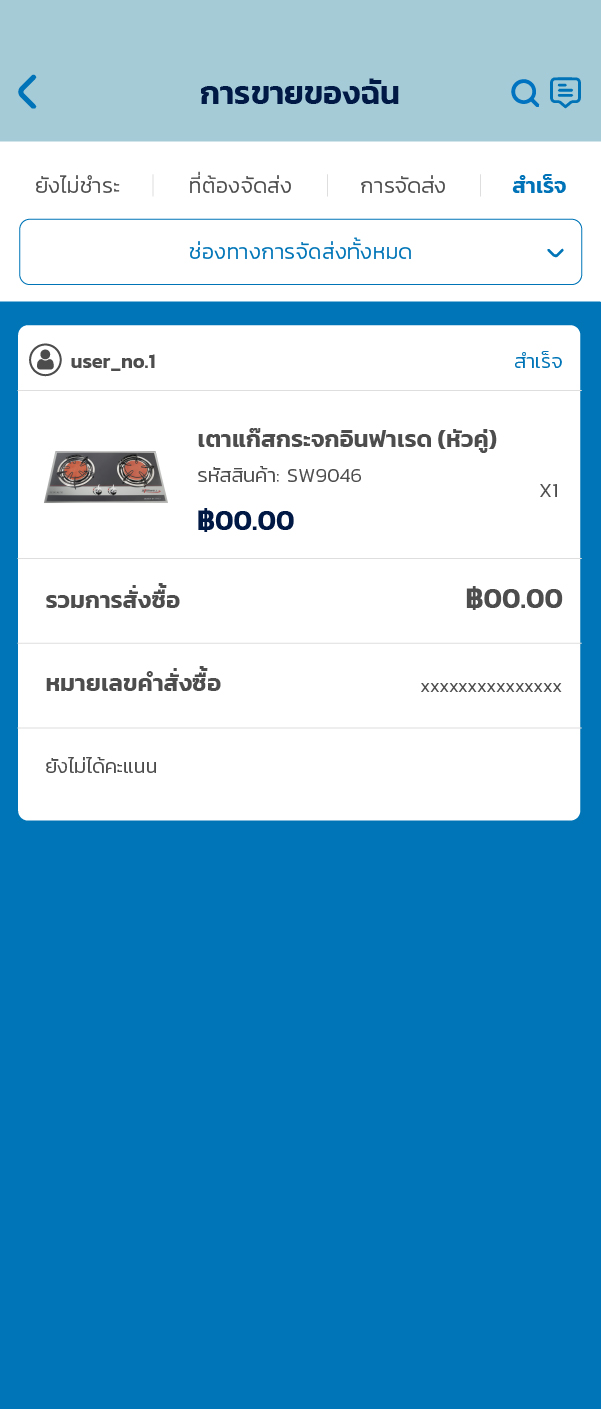 การขายของฉัน
ยังไม่ชำระ ที่ต้องจัดส่ง การจัดส่ง สำเร็จ
ช่องทางการจัดส่งทั้งหมด
user_no.1 สำเร็จ
เตาแก๊สกระจกอินฟาเรด (หัวคู่)
รหัสสินค้า: SW9046
X1
฿00.00
รวมการสั่งซื้อ ฿00.00
หมายเลขคำสั่งซื้อ xxxxxxxxxxxxxxx
ยังไม่ได้คะแนน